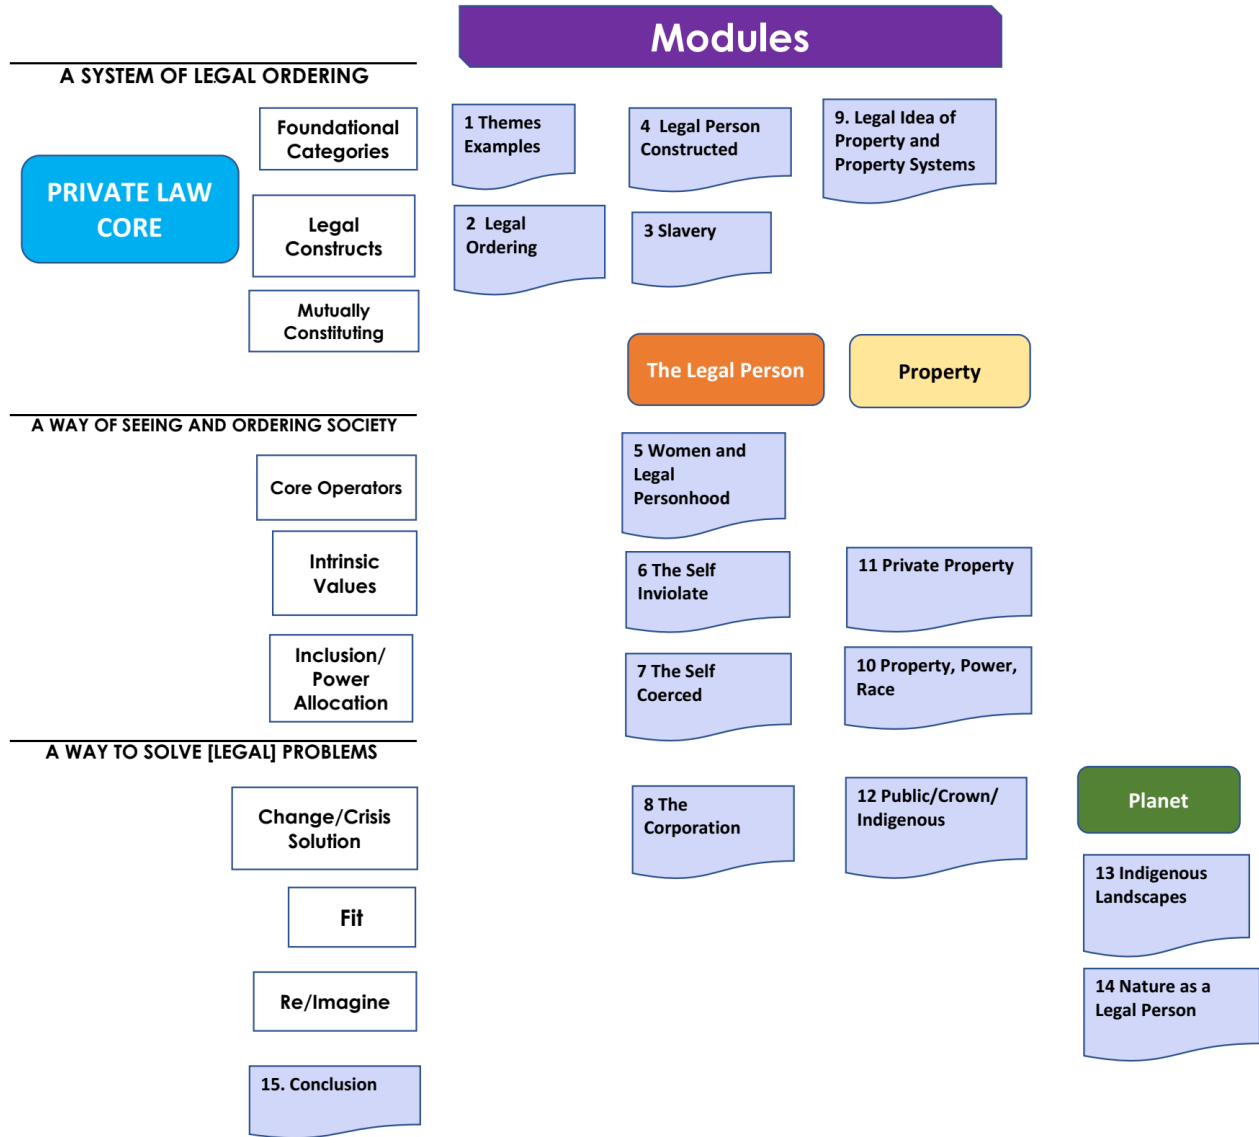 Modules
A SYSTEM OF LEGAL ORDERING
Foundational
Categories
1 Themes
Examples
4  Legal Person
Constructed
9. Legal Idea of
Property and
Property Systems
PRIVATE LAW
CORE
Legal
Constructs
2  Legal
Ordering
3 Slavery
Mutually
Constituting
The Legal Person
Property
A WAY OF SEEING AND ORDERING SOCIETY
5 Women and
Legal
Personhood
Core Operators
Intrinsic
Values
6 The Self
Inviolate
11 Private Property
Inclusion/
Power
Allocation
7 The Self
Coerced
10 Property, Power,
Race
A WAY TO SOLVE [LEGAL] PROBLEMS
Change/Crisis
Solution
8 The
Corporation
12 Public/Crown/
Indigenous
Planet
13 Indigenous
Landscapes
Fit
Re/Imagine
14 Nature as a
Legal Person
15. Conclusion